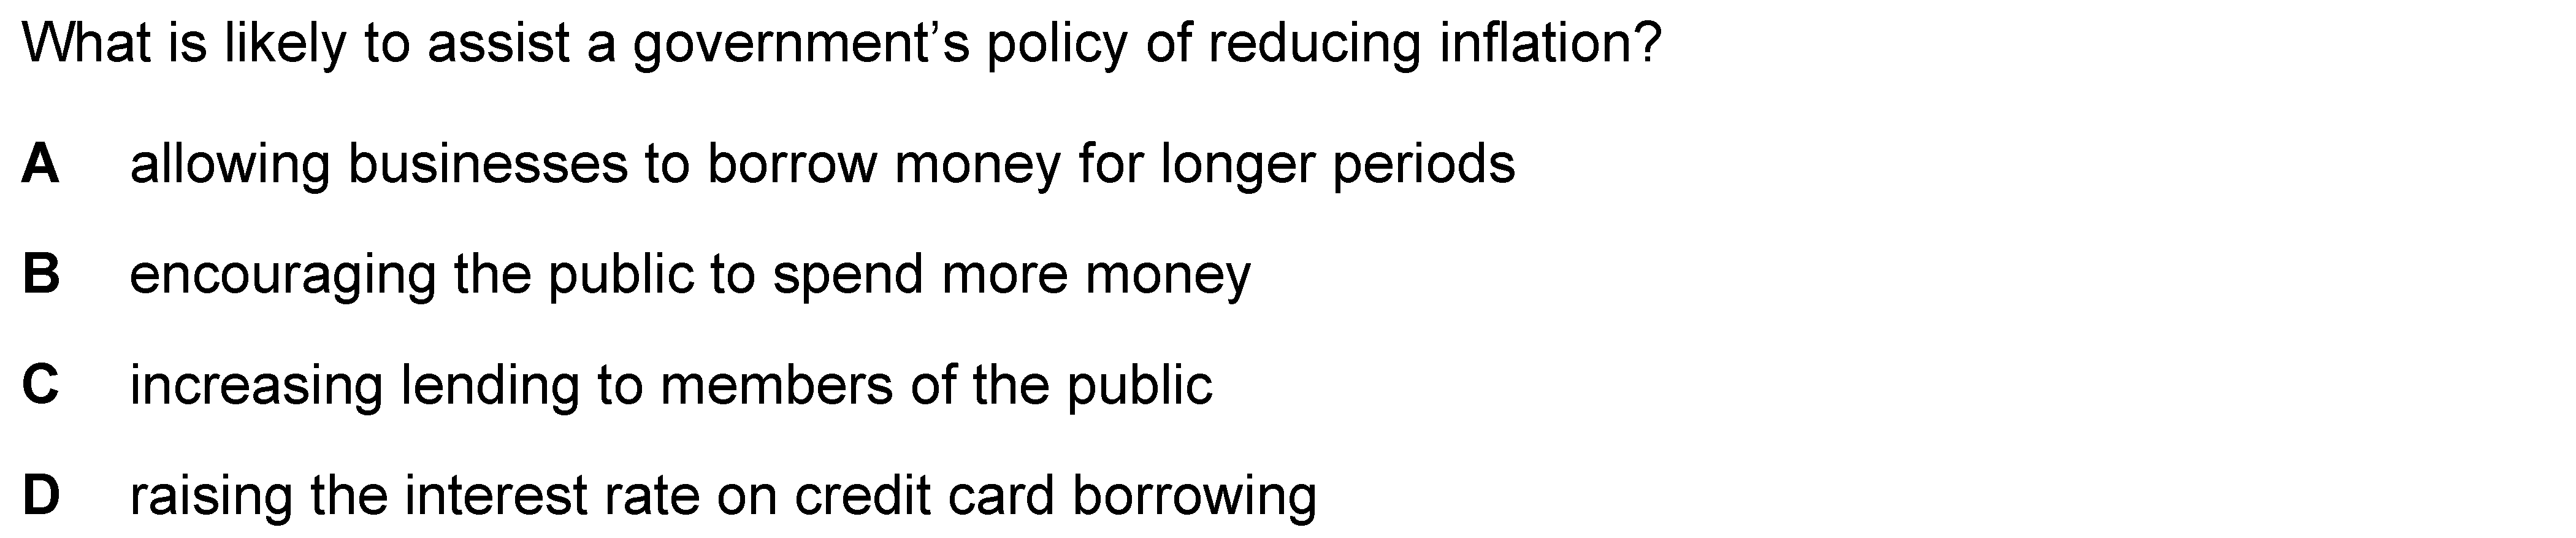 What is likely to assist a government’s policy of reducing inflation?
A allowing businesses to borrow money for longer periods
B encouraging the public to spend more money
C increasing lending to members of the public
D raising the interest rate on credit card borrowing